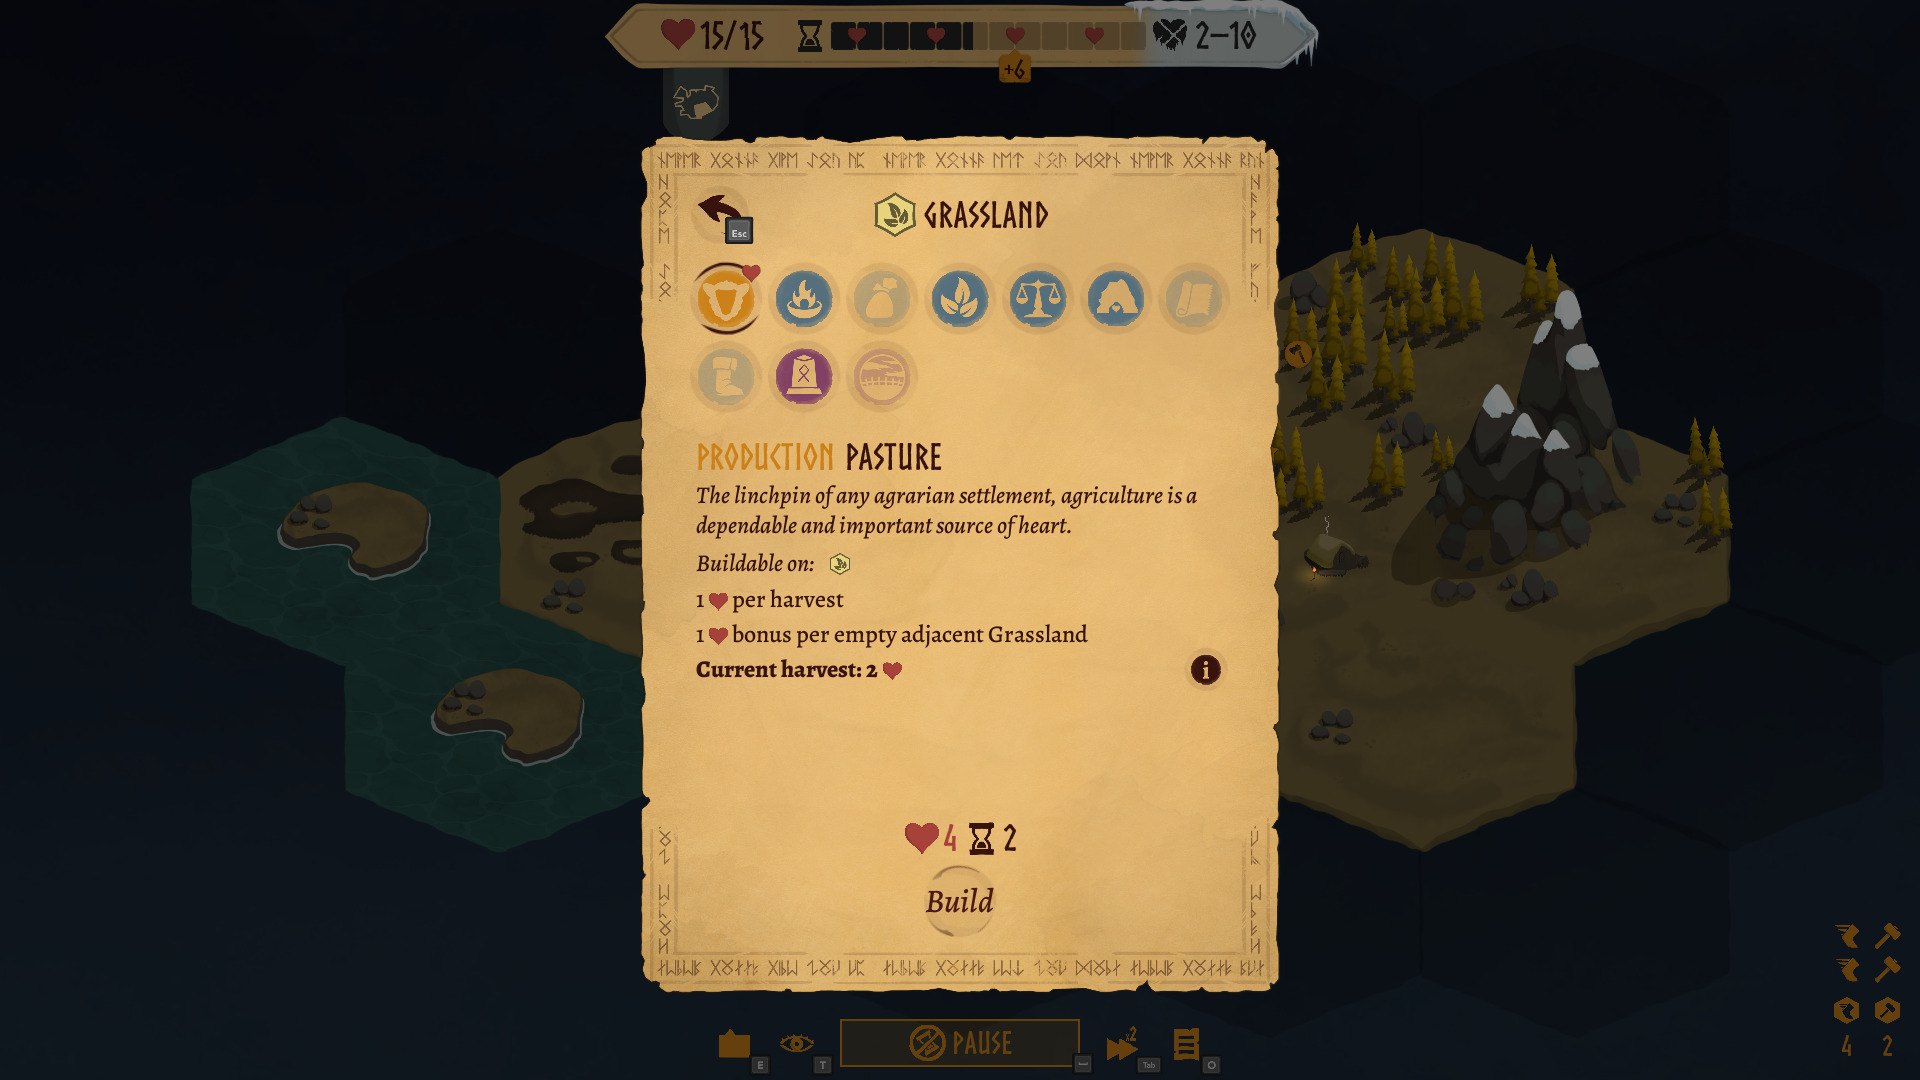 15/15
2–10
+6
Esc
GRASSLAND
PRODUCTION PASTURE
The linchpin of any agrarian settlement, agriculture is a
dependable and important source of heart.
Buildable on:
1 per harvest
1 bonus per empty adjacent Grassland
Current harvest: 2
i
4 2
Build
PAUSE
x2
E
T
Tab
O
4 2